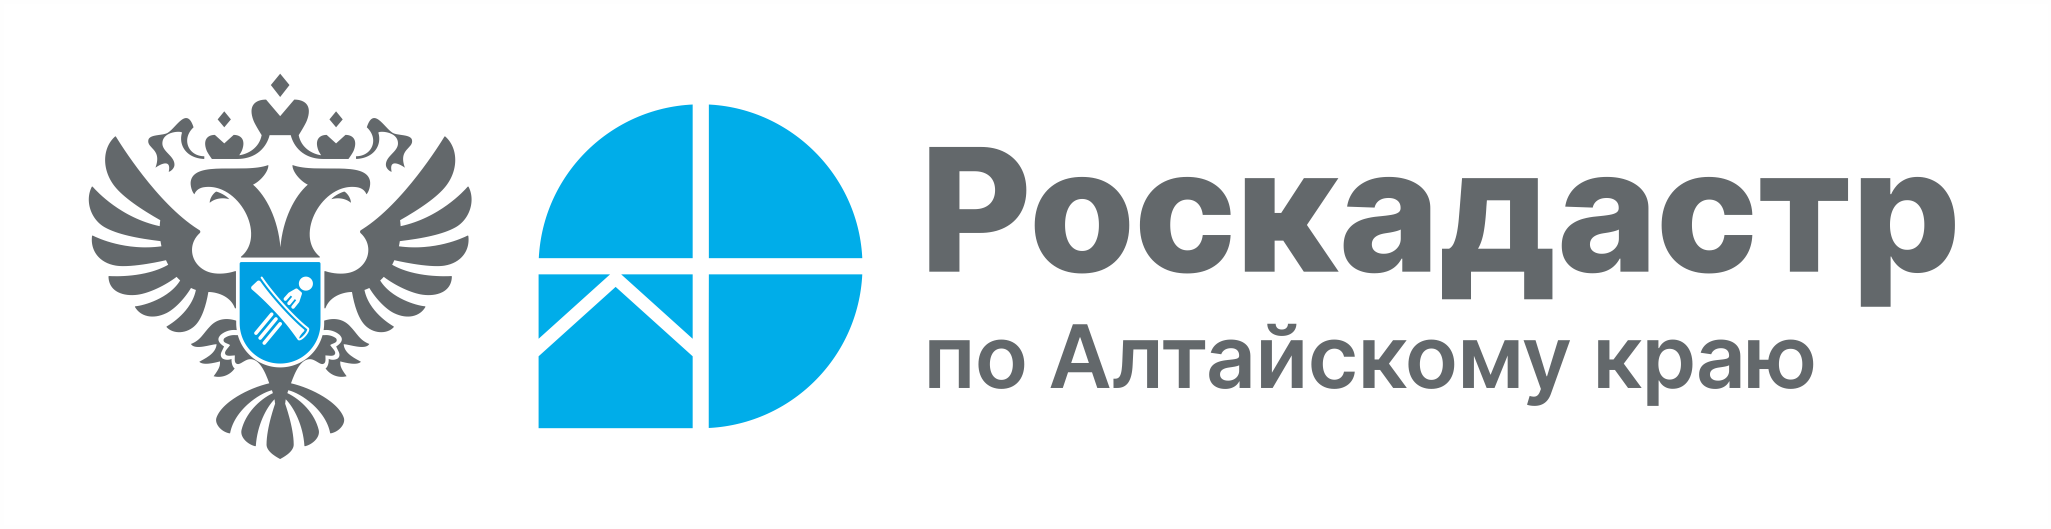 Роскадастр
по Алтайскому краю